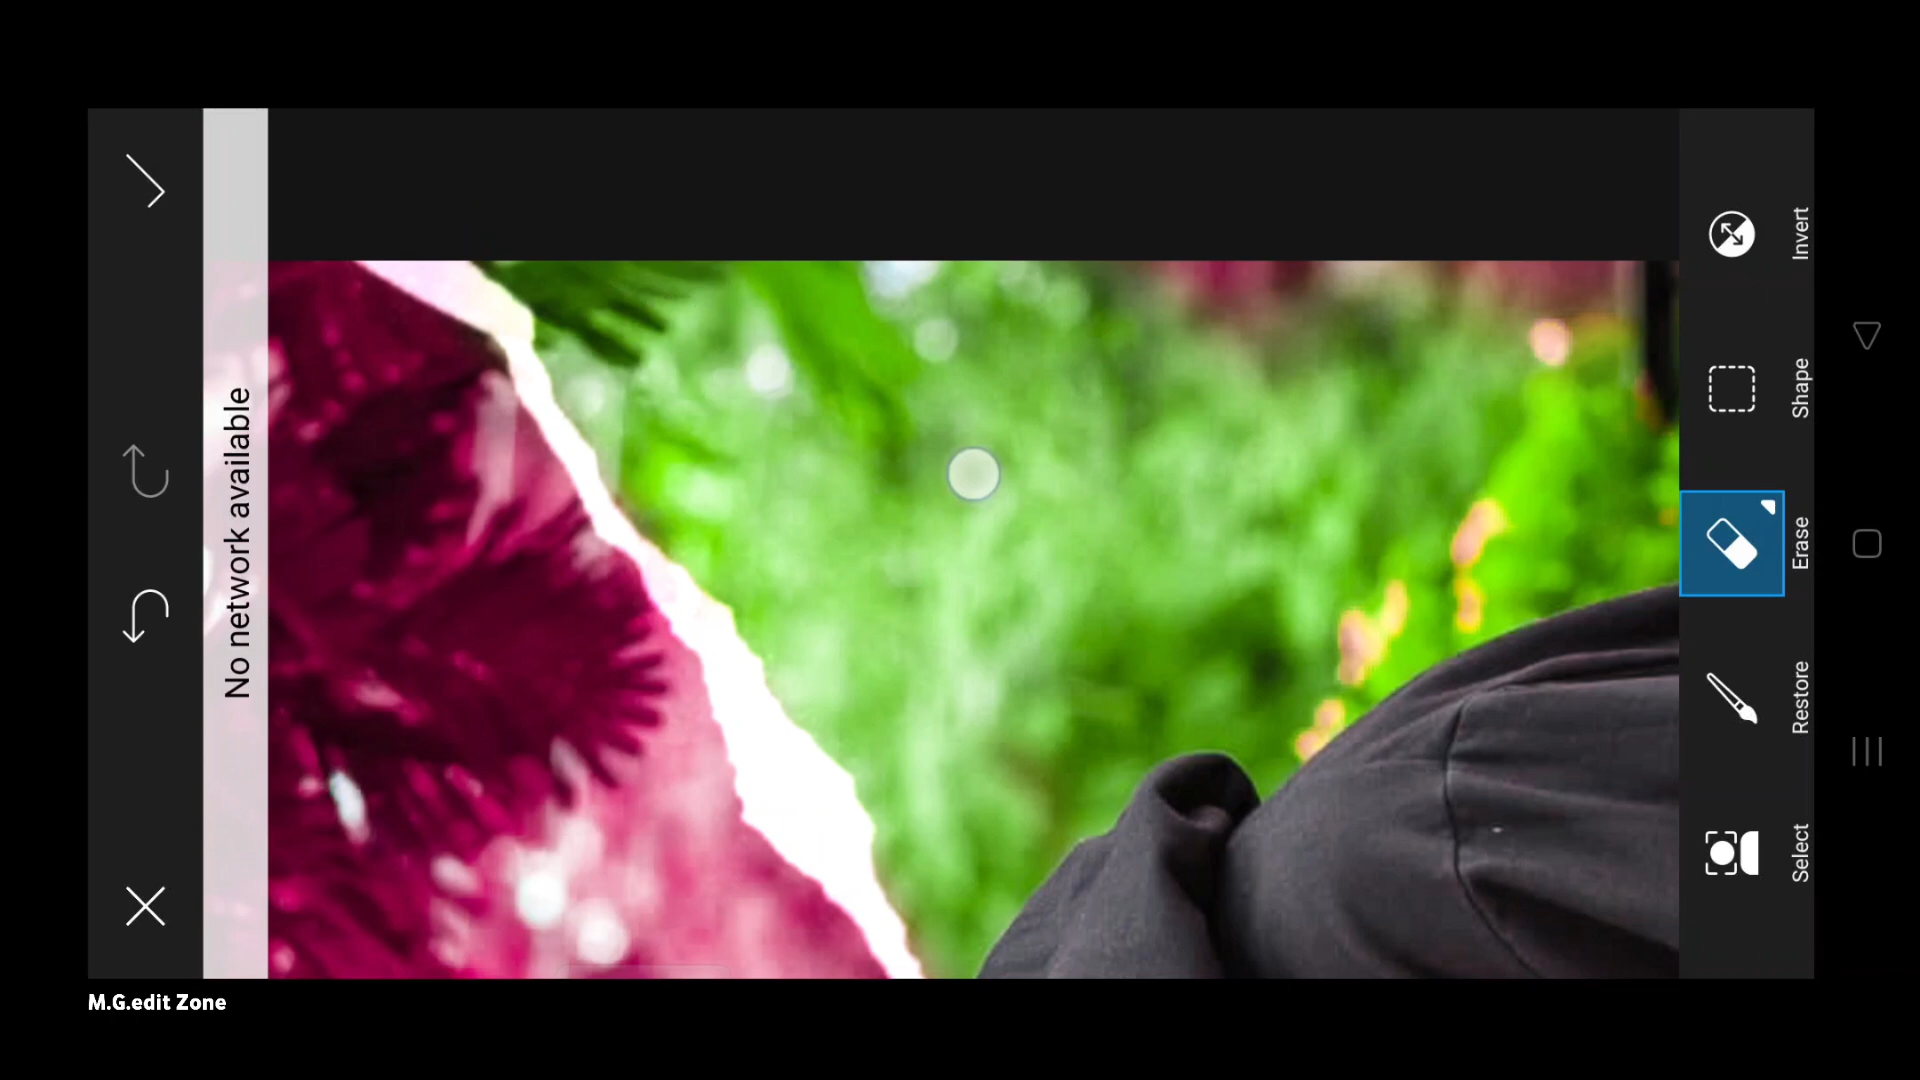 No network available
Invert
Shape
Erase
Restore
Select
M.G.edit Zone